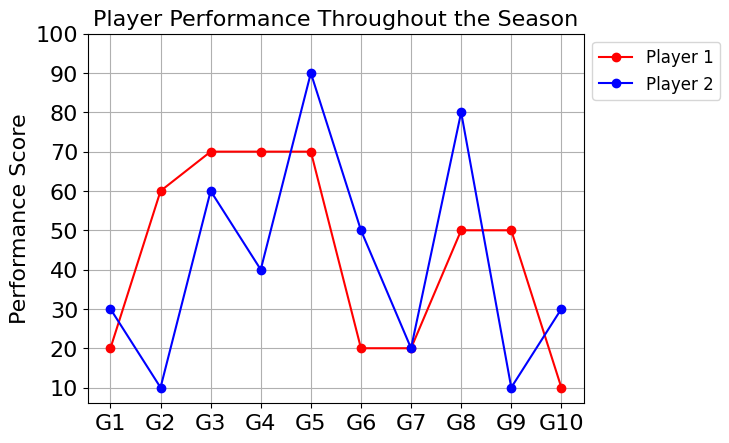 Player Performance Throughout the Season
Performance Score
100
90
80
70
60
50
40
30
20
10
G1 G2 G3 G4 G5 G6 G7 G8 G9 G10
Player 1
Player 2